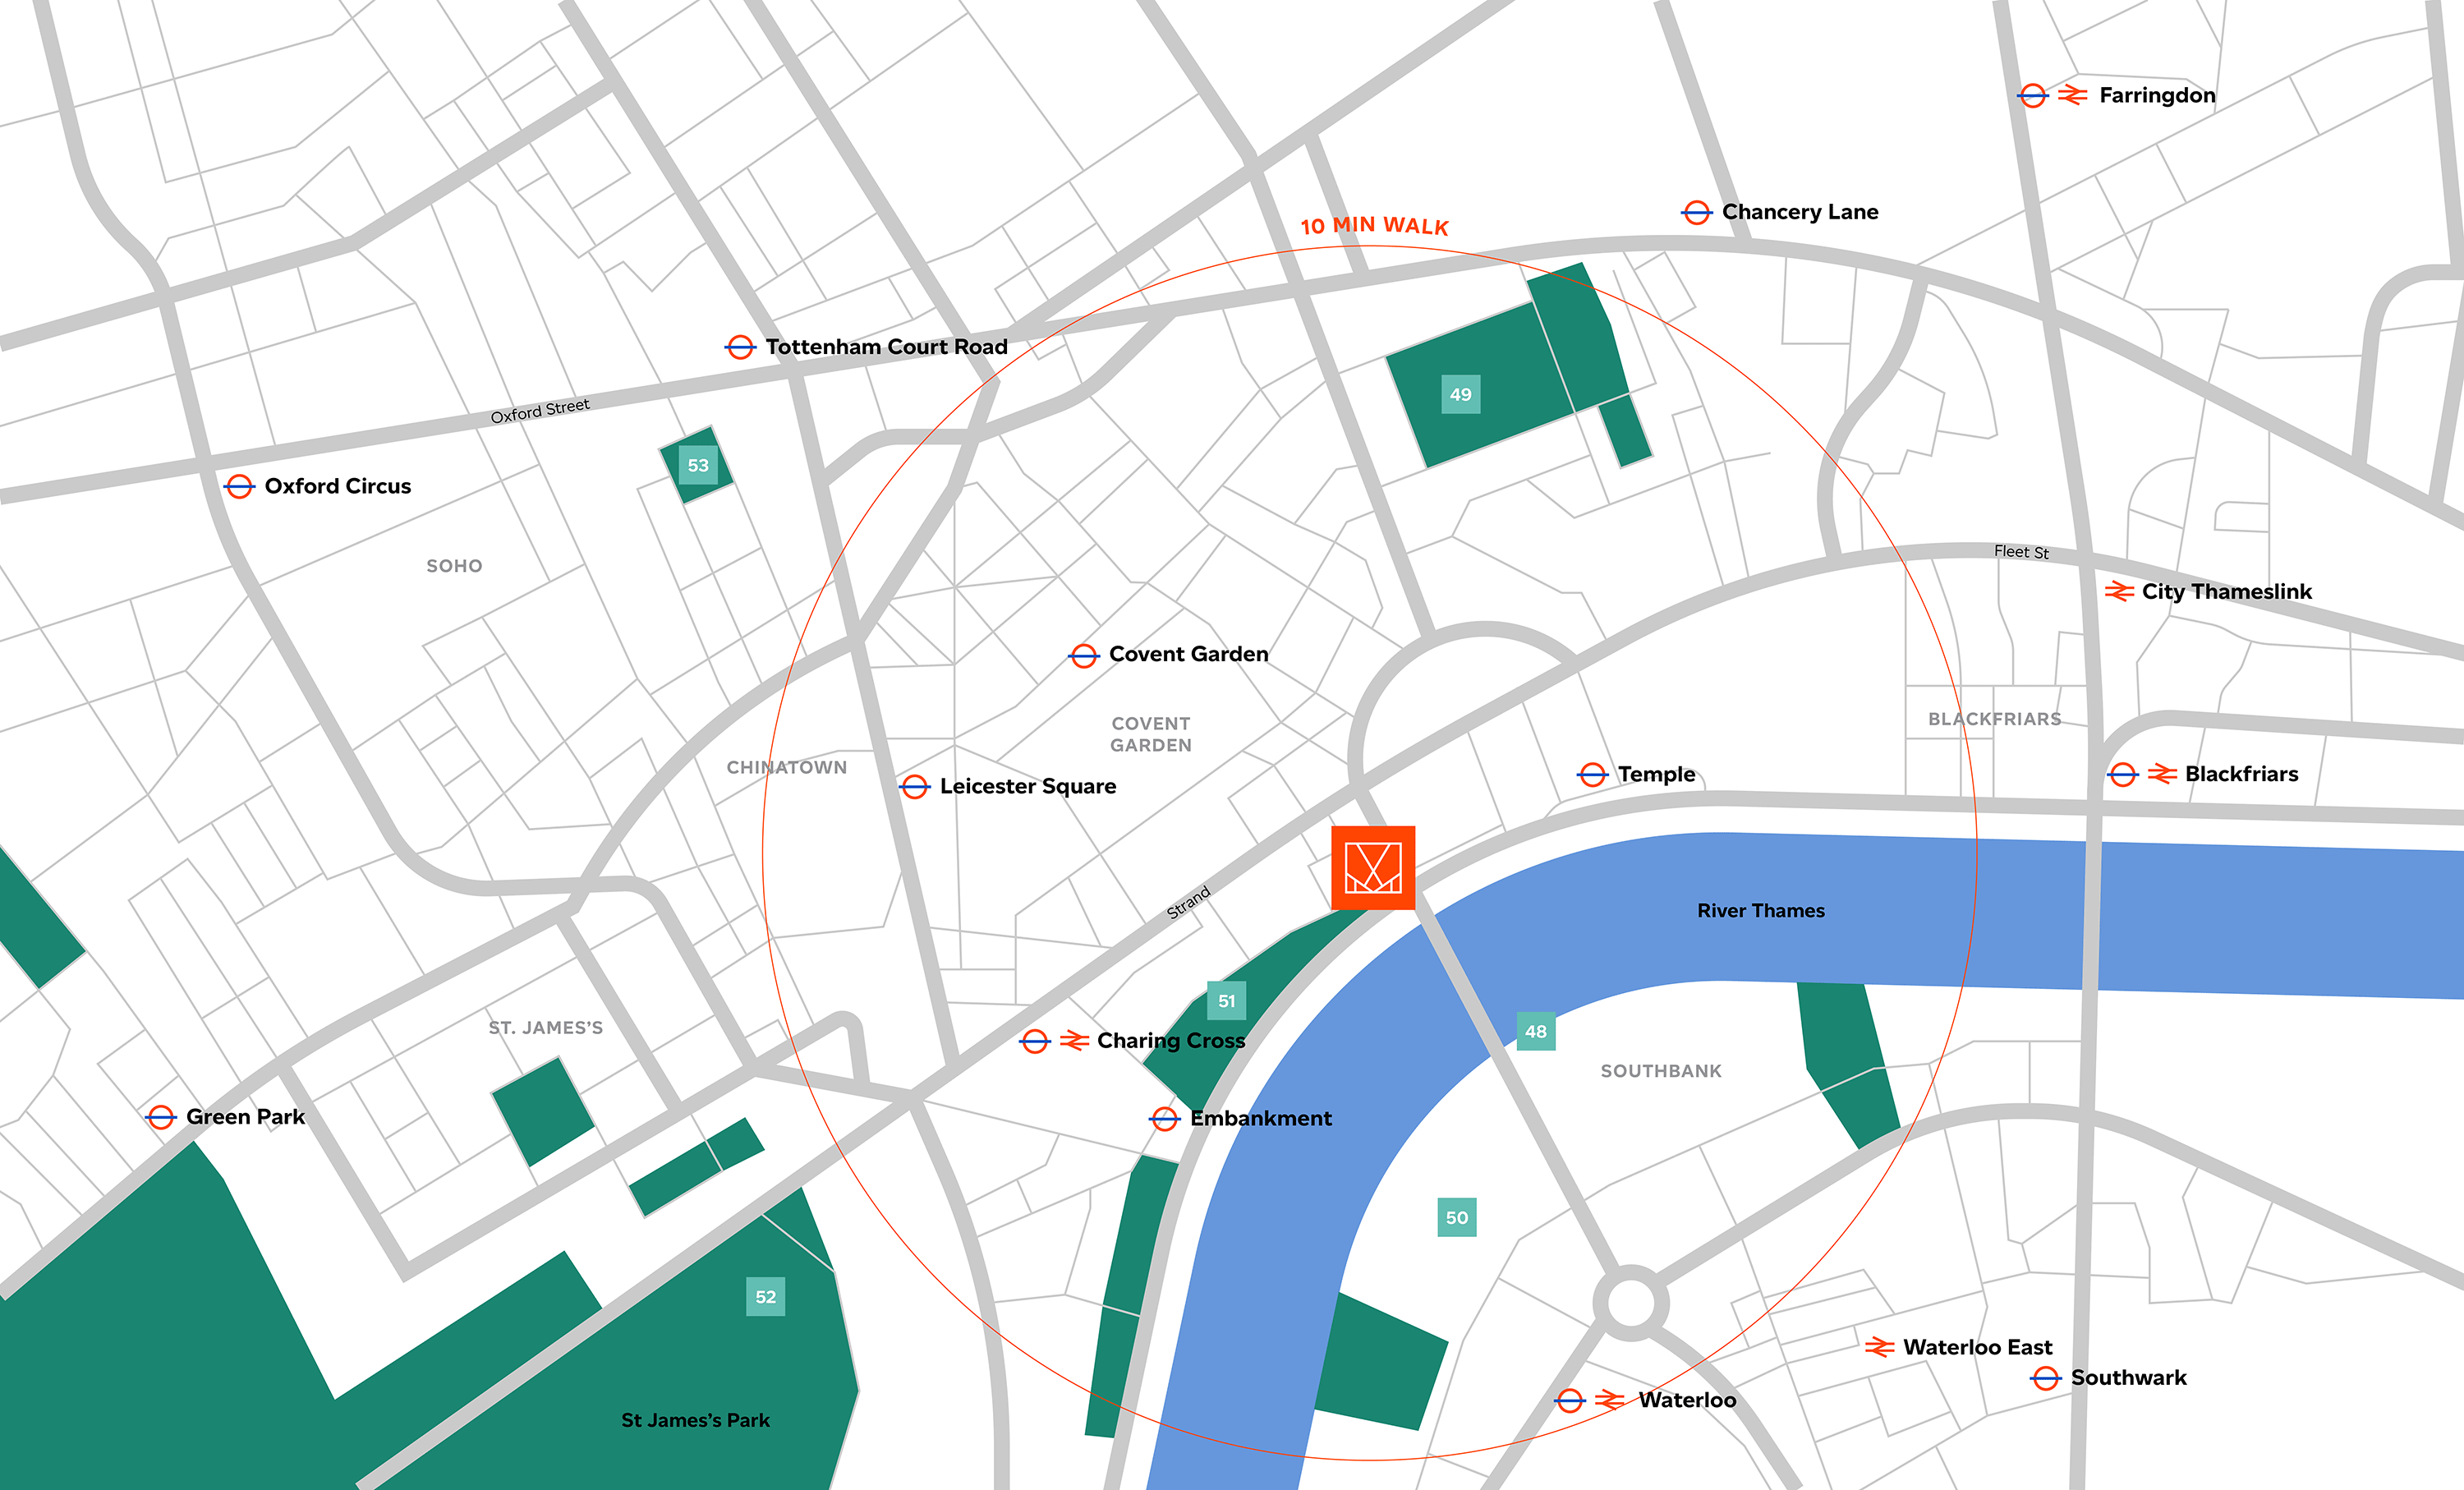 Farringdon
Chancery Lane
10 MIN WALK
Tottenham Court Road
49
Oxford Street
53
Oxford Circus
Fleet St
SOHO
City Thameslink
Covent Garden
BLACKFRIARS
COVENT
GARDEN
CHINATOWN
Temple
Blackfriars
Leicester Square
Strand
River Thames
51
ST. JAMES'S
48
Charing Cross
SOUTHBANK
Green Park
Embankment
50
52
Waterloo East
Southwark
Waterloo
St James's Park